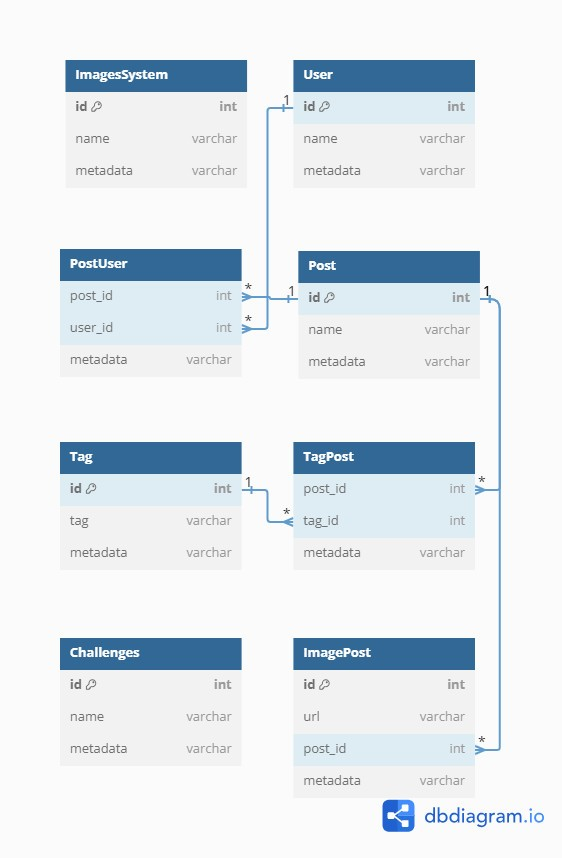 ImagesSystem
id int
name varchar
metadata varchar
User
1 id int
name varchar
metadata varchar
PostUser
post_id int *
user_id int *
metadata varchar
Post
1 id int 1
name varchar
metadata varchar
Tag
id int 1
tag varchar
metadata varchar
TagPost
post_id int *
* tag_id int
metadata varchar
Challenges
id int
name varchar
metadata varchar
ImagePost
id int
url varchar
post_id int *
metadata varchar
dbdiagram.io